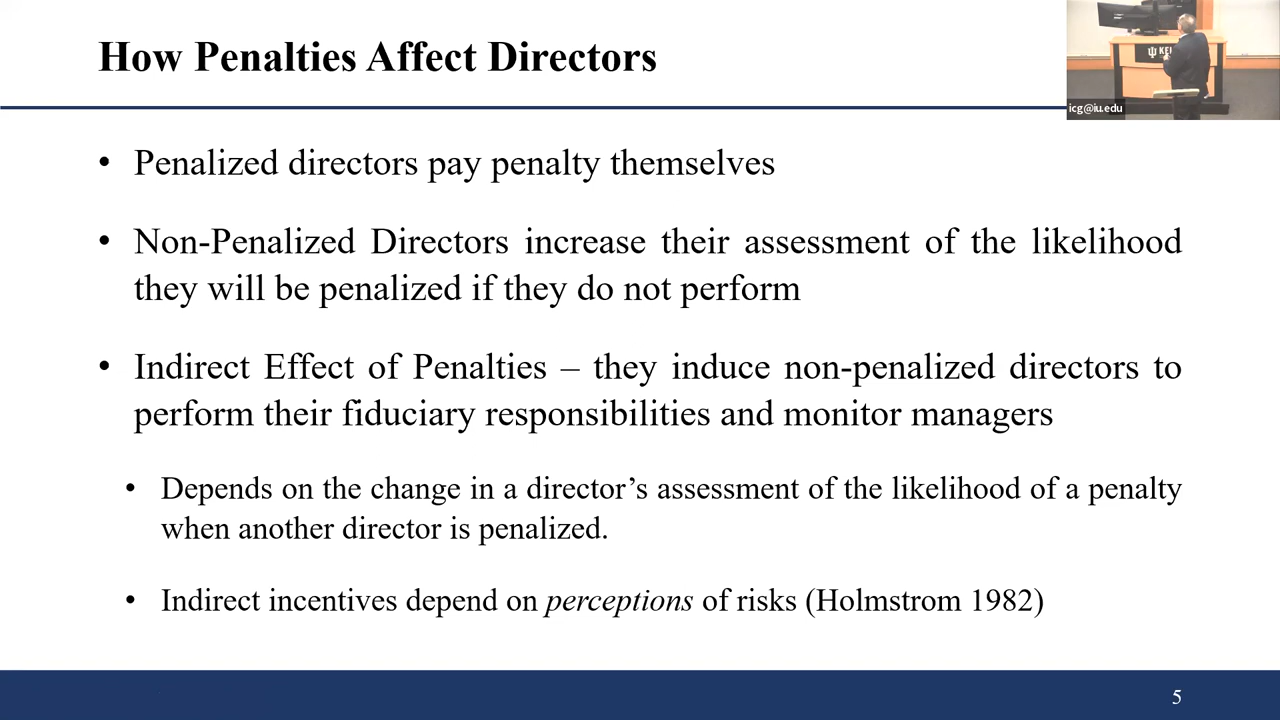 How Penalties Affect Directors
KEL
icg@iu.edu
• Penalized directors pay penalty themselves
• Non-Penalized Directors increase their assessment of the likelihood
they will be penalized if they do not perform
• Indirect Effect of Penalties – they induce non-penalized directors to
perform their fiduciary responsibilities and monitor managers
• Depends on the change in a director’s assessment of the likelihood of a penalty
when another director is penalized.
• Indirect incentives depend on perceptions of risks (Holmstrom 1982)
5